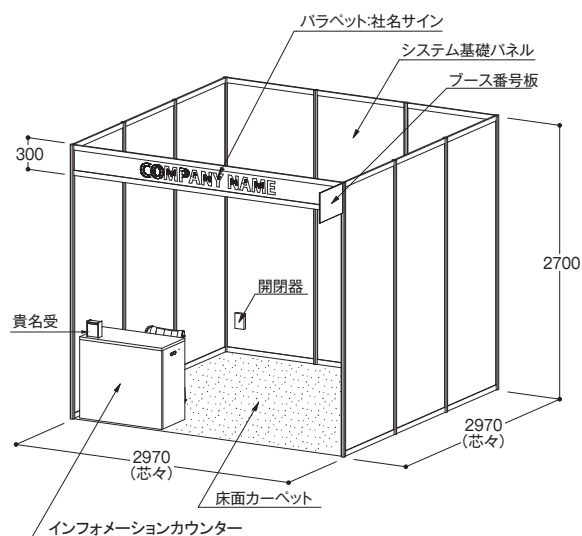 パラペット:社名サイン
システム基礎パネル
ブース番号板
300
COMPANY NAME
2700
開閉器
貴名受
2970
(芯々)
2970
(芯々)
床面カーペット
インフォメーションカウンター